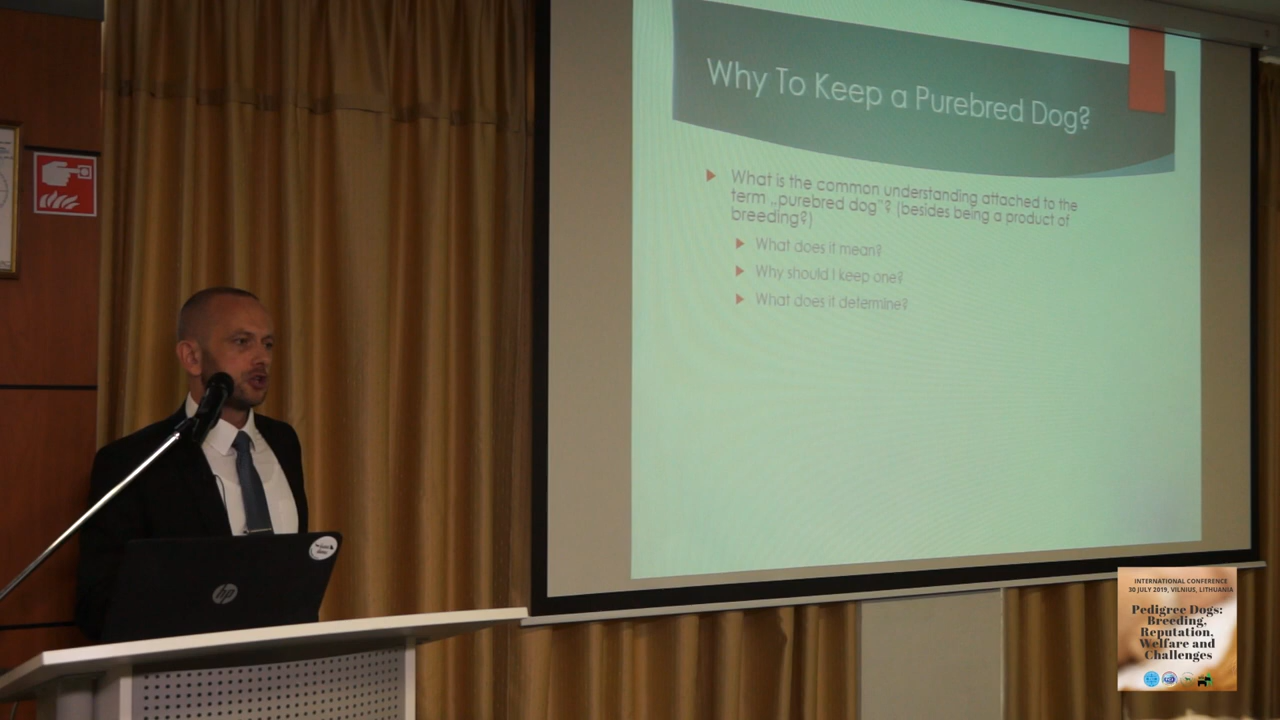 Why To Keep a Purebred Dog?
What is the common understanding attached to the
term „purebred dog"? (besides being a product of
breeding?)
What does it mean?
Why should I keep one?
What does it determine?
hp
INTERNATIONAL CONFERENCE
30 JULY 2019, VILNIUS, LITHUANIA
Pedigree Dogs:
Breeding,
Reputation,
Welfare and
Challenges